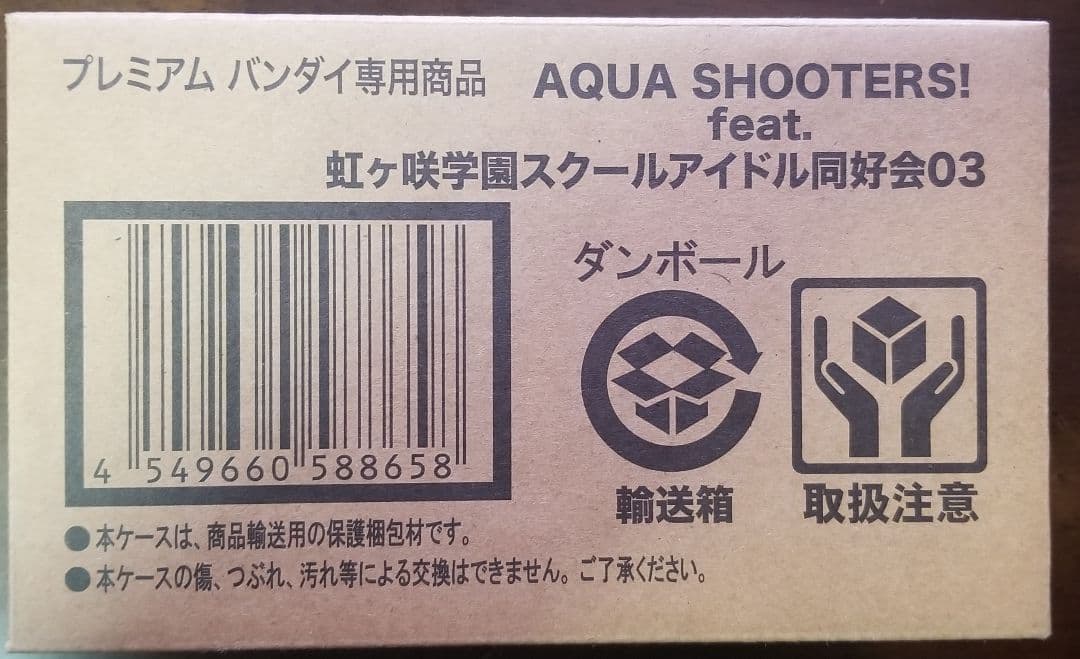 プレミアム バンダイ専用商品
AQUA SHOOTERS!
feat.
虹ヶ咲学園スクールアイドル同好会03
4 549660 588658
ダンボール
輸送箱
取扱注意
●本ケースは、商品輸送用の保護梱包材です。
●本ケースの傷、つぶれ、汚れ等による交換はできません。ご了承ください。